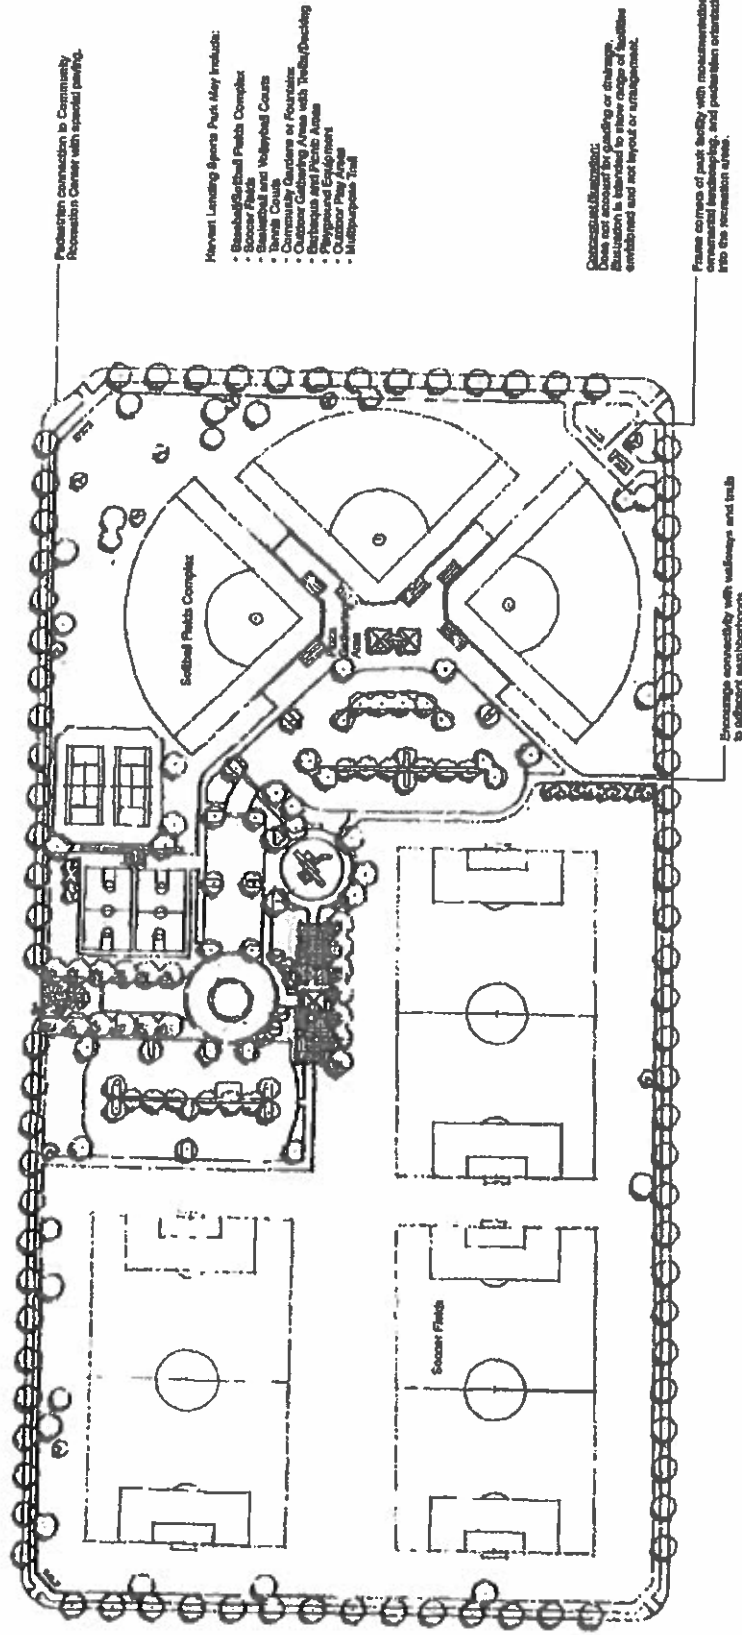 Pedestrian connection to Community
Recreation Center with special paving.
Harvest Landing Sports Park May Include:
- Baseball/Softball Fields Complex
- Soccer Fields
- Basketball and Volleyball Courts
- Tennis Courts
- Community Gardens or Fountains
- Outdoor Gathering Areas with Trellis/Decking
- Barbeque and Picnic Areas
- Playground Equipment
- Outdoor Play Areas
- Multipurpose Trail
Conceptual Illustration:
Does not account for grading or drainage.
Illustration is intended to show range of facilities
envisioned and not layout or arrangement.
Frame corners of park facility with monumentation,
ornamental landscaping, and pedestrian orientation
into the recreation areas.
Encourage connectivity with walkways and trails
to adjacent neighborhoods.
Softball Fields Complex
Plaza
Area
Soccer Fields